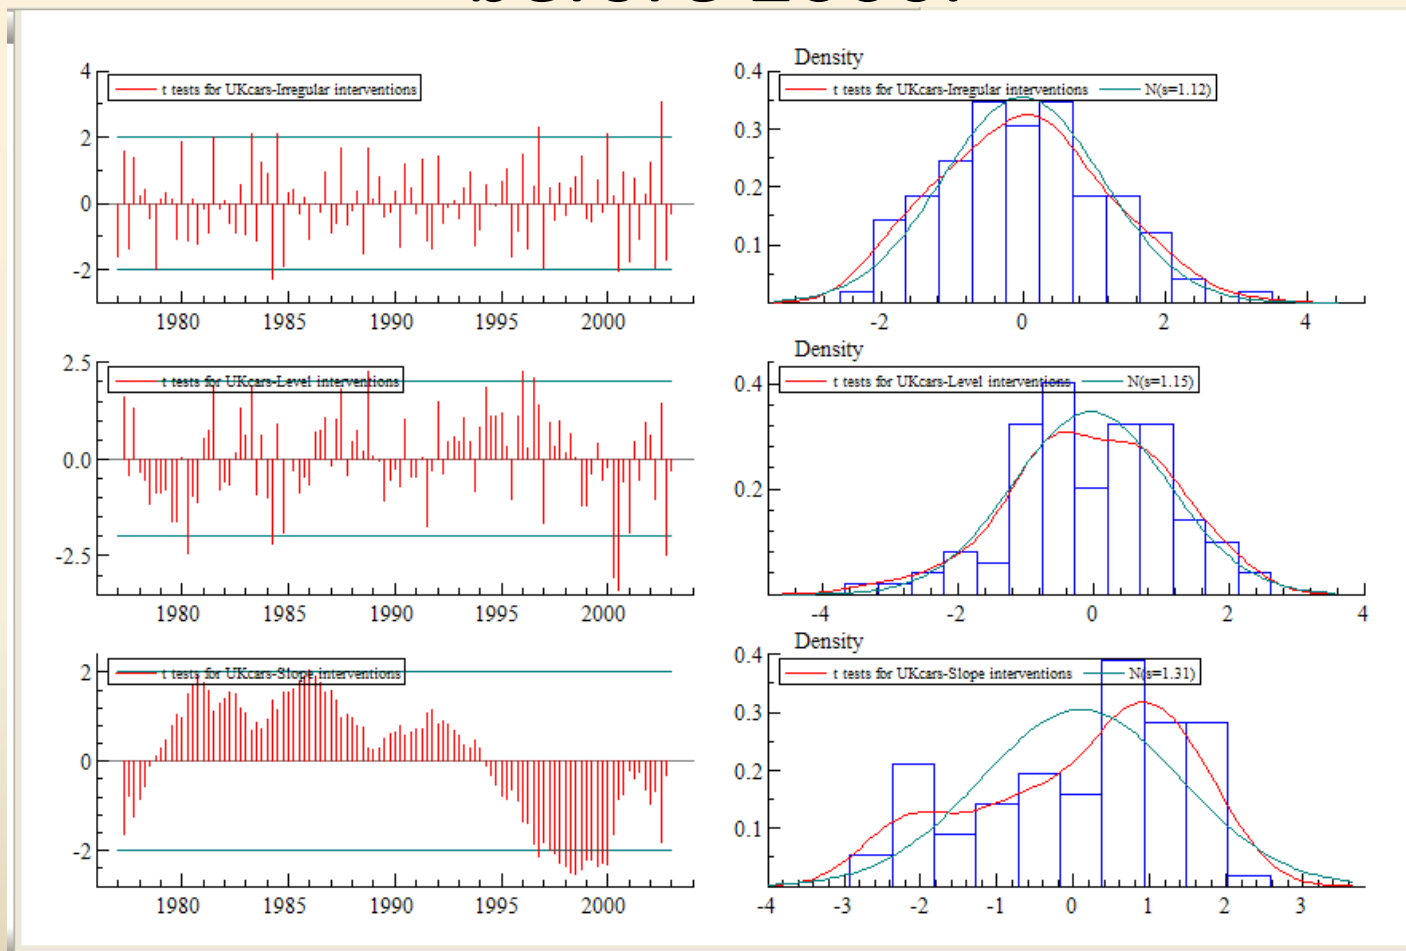 4
t tests for UKcars-Irregular interventions
2
0
-2
1980 1985 1990 1995 2000
Density
0.4
t tests for UKcars-Irregular interventions N(s=1.12)
0.3
0.2
0.1
-2 0 2 4
2.5
t tests for UKcars-Level interventions
0.0
-2.5
1980 1985 1990 1995 2000
Density
0.4
t tests for UKcars-Level interventions N(s=1.15)
0.2
-4 -2 0 2 4
2
t tests for UKcars-Slope interventions
0
-2
1980 1985 1990 1995 2000
Density
0.4
t tests for UKcars-Slope interventions N(s=1.31)
0.3
0.2
0.1
-4 -3 -2 -1 0 1 2 3